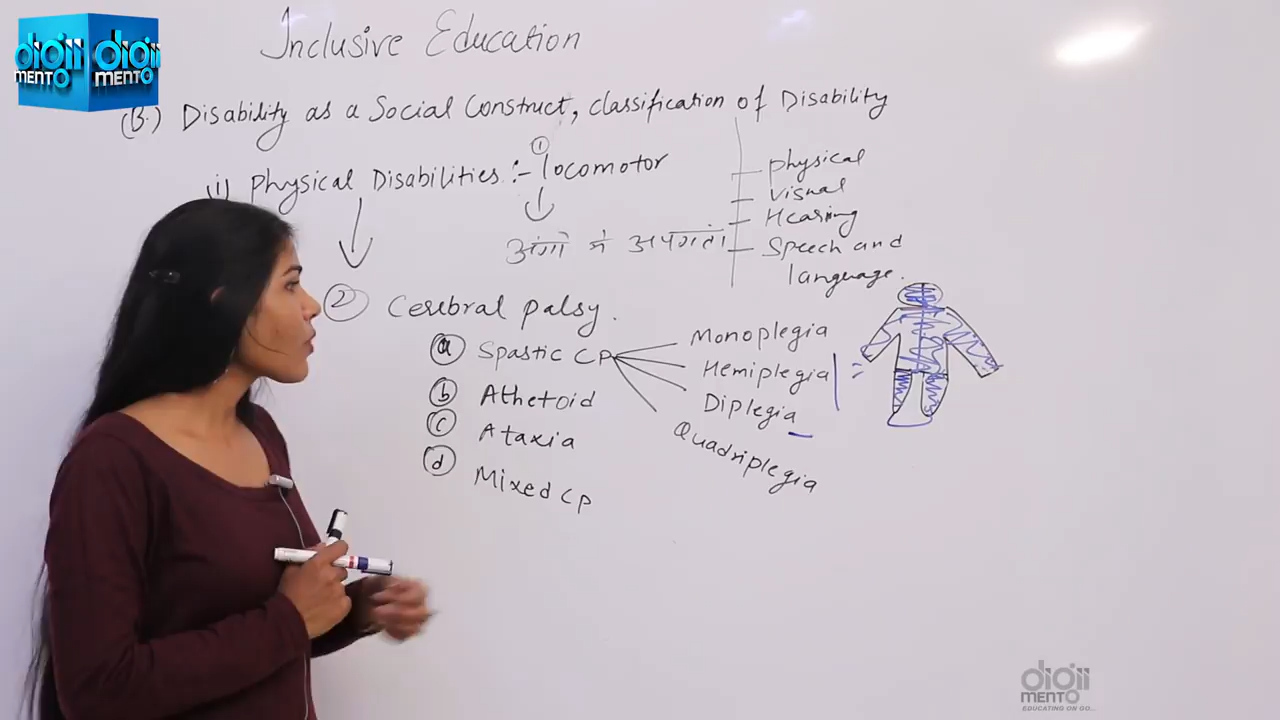 digii MENTO digii MENTO
Inclusive Education
(B.) Disability as a Social Construct, classification of Disability
(i) Physical Disabilities :- ① locomotor
अंगो मे अपंगता
physical
visual
Hearing
Speech and
language.
② Cerebral palsy.
(a) Spastic CP
Monoplegia
Hemiplegia
Diplegia
Quadriplegia
(b) Athetoid
(c) Ataxia
(d) Mixed CP
digii
MENTO
EDUCATING ON GO...